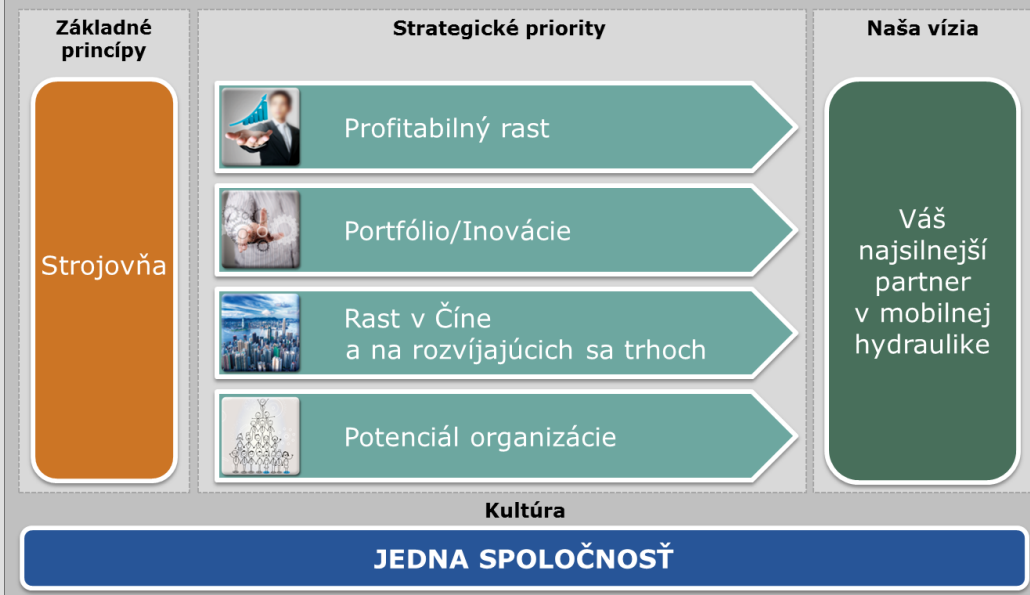 Základné
princípy
Strojovňa
Strategické priority
Profitabilný rast
Portfólio/Inovácie
Rast v Číne
a na rozvíjajúcich sa trhoch
Potenciál organizácie
Naša vízia
Váš
najsilnejší
partner
v mobilnej
hydraulike
Kultúra
JEDNA SPOLOČNOSŤ